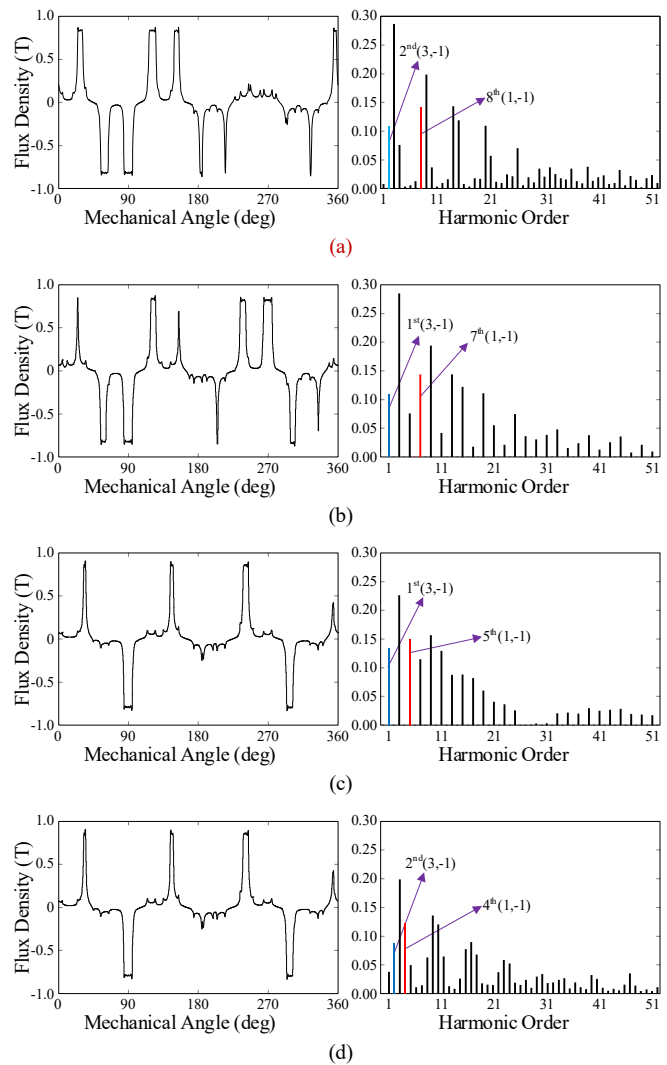 Flux Density (T)
1.0
0.5
0
-0.5
-1.0
0 90 180 270 360
Mechanical Angle (deg)
0.30
0.25
0.20
0.15
0.10
0.05
0.00
2nd(3,-1)
8th(1,-1)
1 11 21 31 41 51
Harmonic Order
(a)
Flux Density (T)
1.0
0.5
0
-0.5
-1.0
0 90 180 270 360
Mechanical Angle (deg)
0.30
0.25
0.20
0.15
0.10
0.05
0.00
1st(3,-1)
7th(1,-1)
1 11 21 31 41 51
Harmonic Order
(b)
Flux Density (T)
1.0
0.5
0
-0.5
-1.0
0 90 180 270 360
Mechanical Angle (deg)
0.30
0.25
0.20
0.15
0.10
0.05
0.00
1st(3,-1)
5th(1,-1)
1 11 21 31 41 51
Harmonic Order
(c)
Flux Density (T)
1.0
0.5
0
-0.5
-1.0
0 90 180 270 360
Mechanical Angle (deg)
0.30
0.25
0.20
0.15
0.10
0.05
0.00
2nd(3,-1)
4th(1,-1)
1 11 21 31 41 51
Harmonic Order
(d)